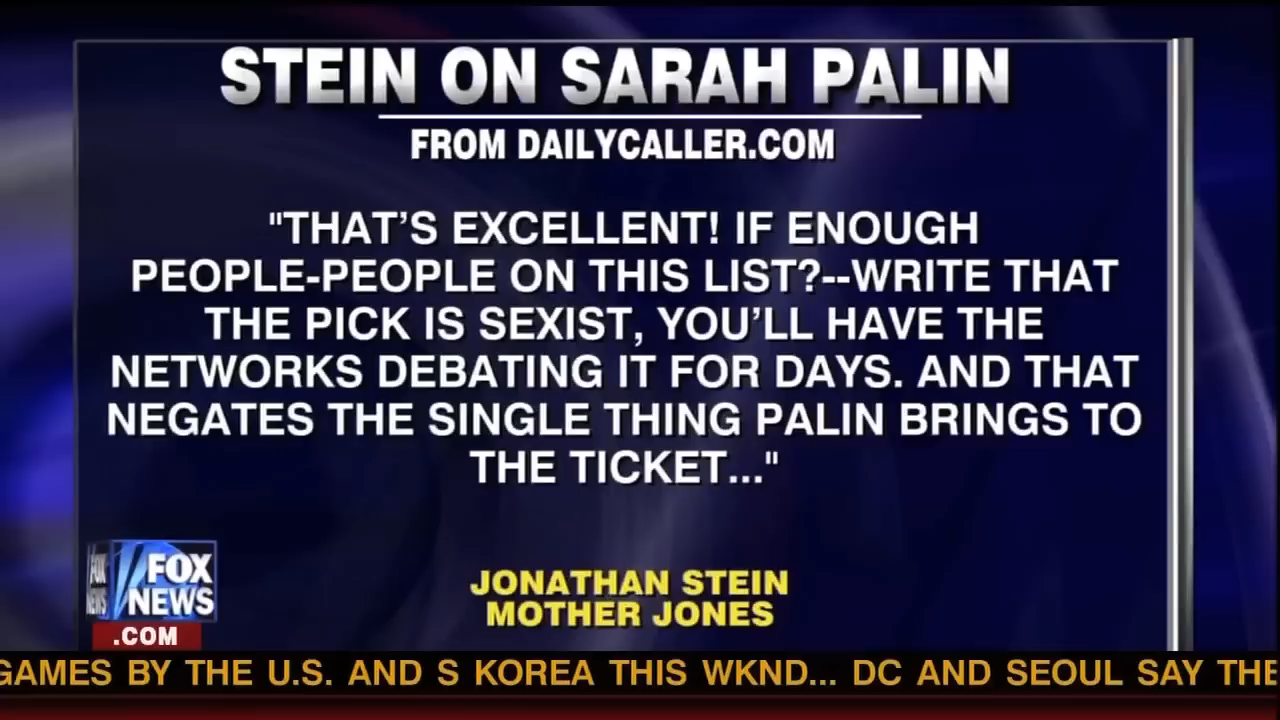 STEIN ON SARAH PALIN
FROM DAILYCALLER.COM
"THAT’S EXCELLENT! IF ENOUGH
PEOPLE-PEOPLE ON THIS LIST?--WRITE THAT
THE PICK IS SEXIST, YOU’LL HAVE THE
NETWORKS DEBATING IT FOR DAYS. AND THAT
NEGATES THE SINGLE THING PALIN BRINGS TO
THE TICKET..."
JONATHAN STEIN
MOTHER JONES
FOX
NEWS
FOX
NEWS
.COM
GAMES BY THE U.S. AND S KOREA THIS WKND... DC AND SEOUL SAY THE